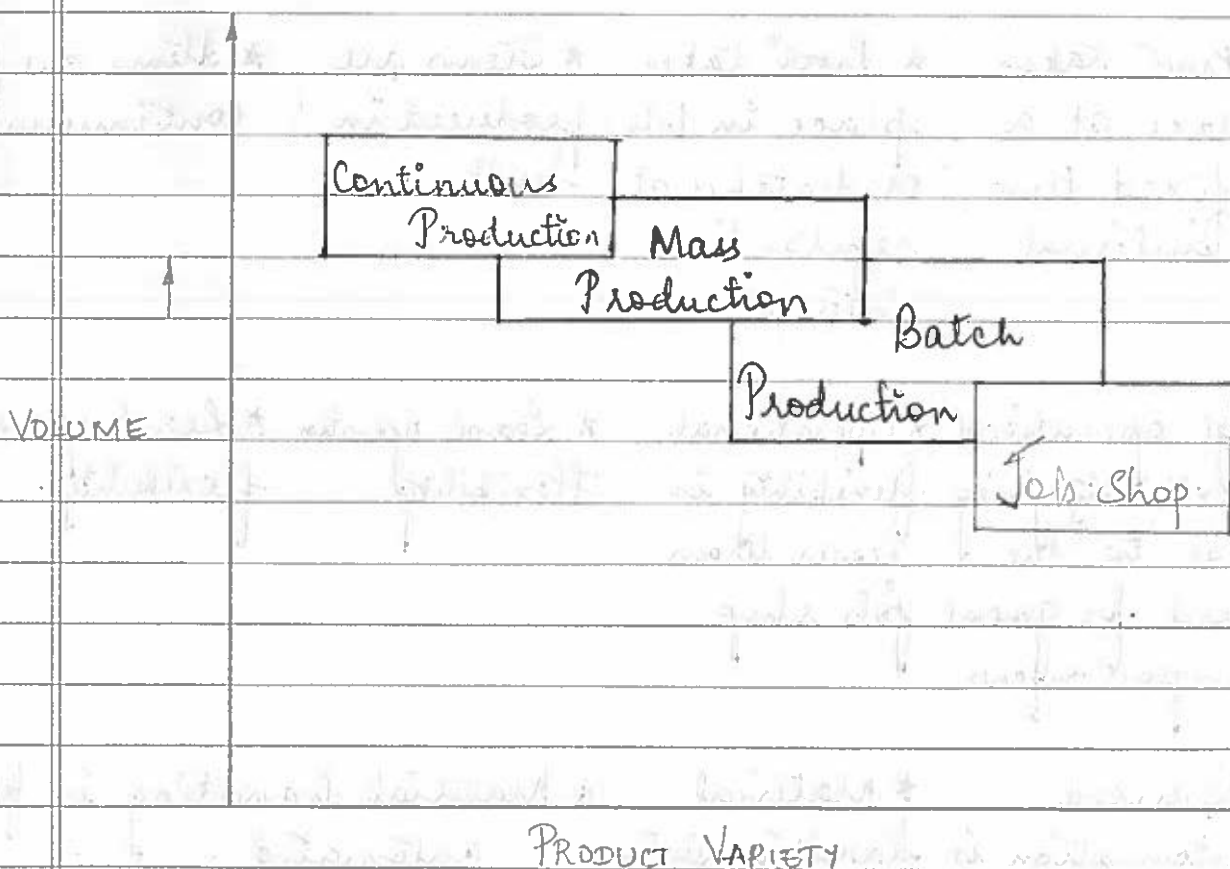 Continuous
Production
Mass
Production
Batch
Production
VOLUME
Job Shop
PRODUCT VARIETY